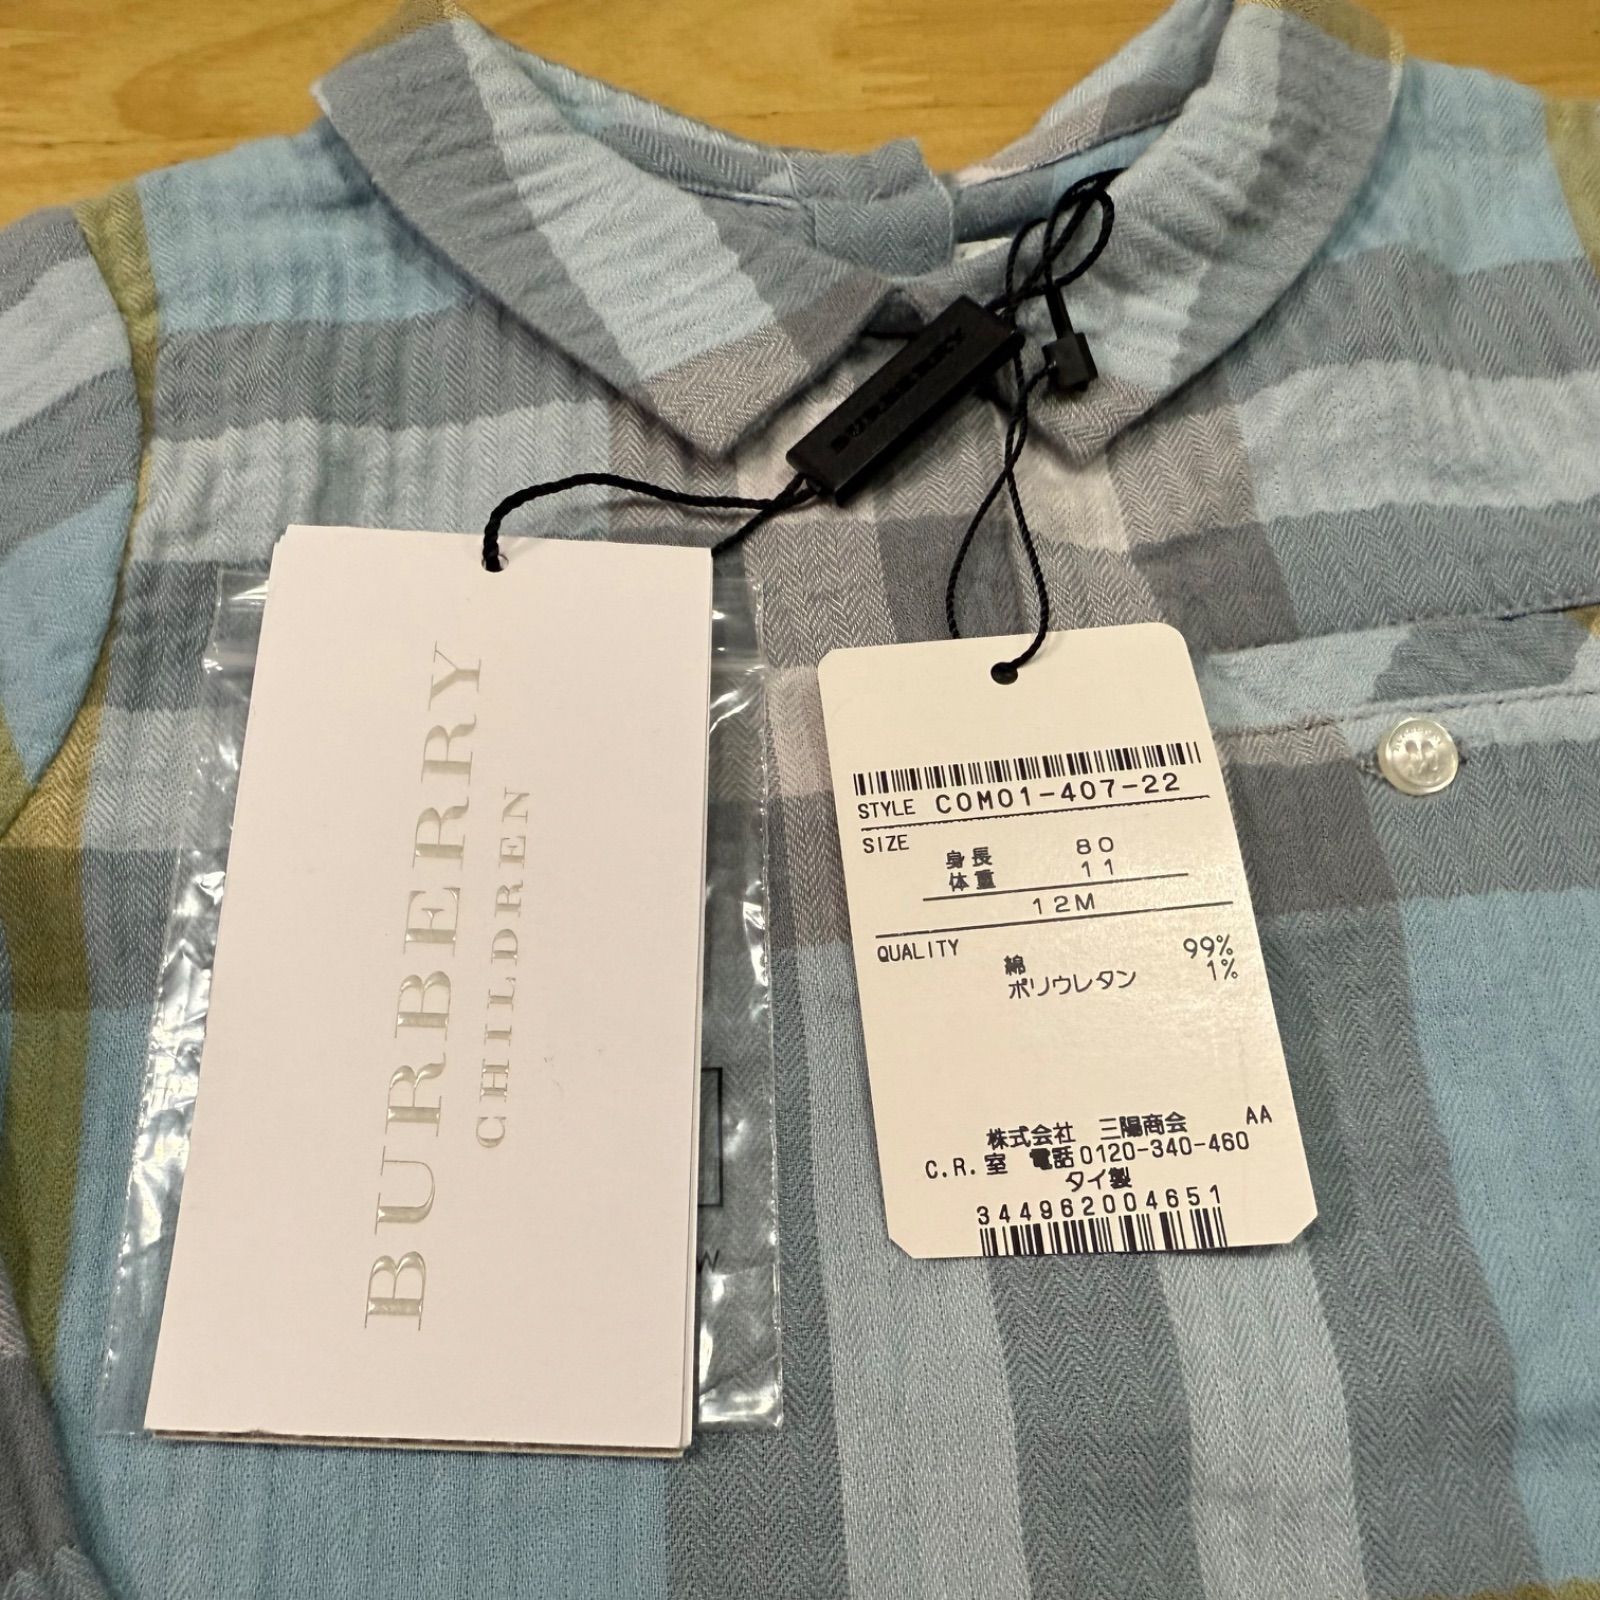 BURBERRY
BURBERRY
CHILDREN
STYLE COM01-407-22
SIZE
身長 80
体重 11
12M
QUALITY
綿 99%
ポリウレタン 1%
株式会社 三陽商会 AA
C.R.室 電話0120-340-460
タイ製
344962004651
W